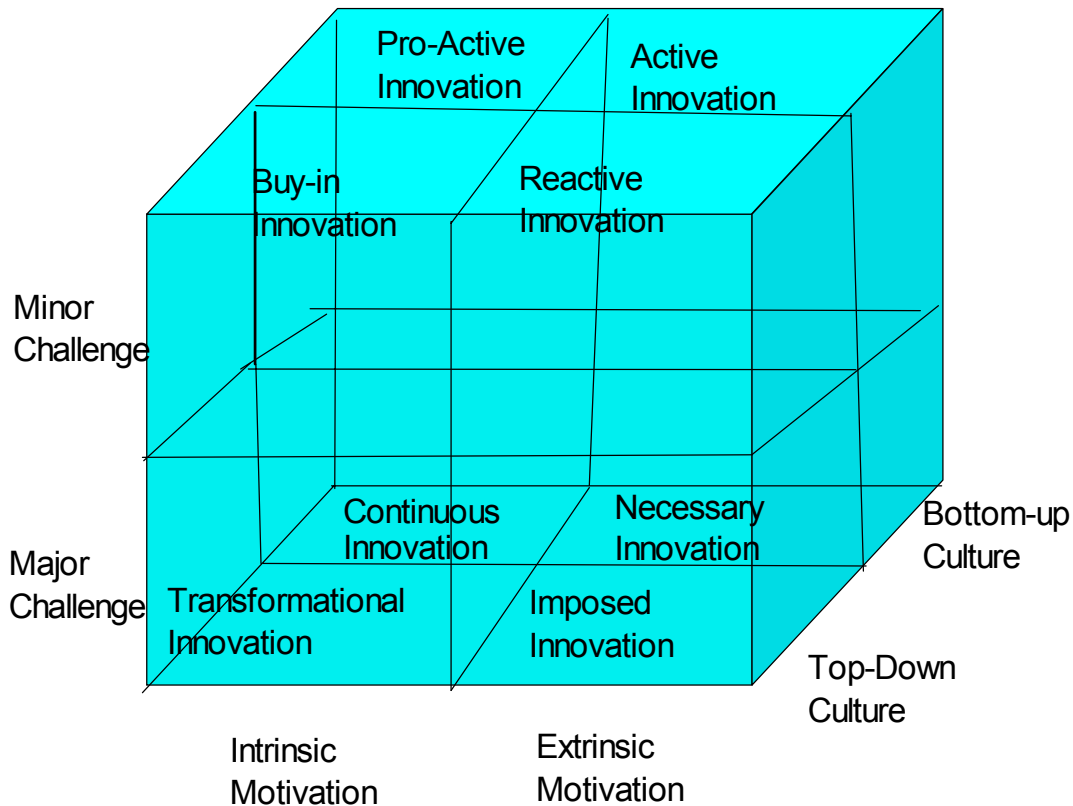 Pro-Active
Innovation
Active
Innovation
Buy-in
Innovation
Reactive
Innovation
Minor
Challenge
Continuous
Innovation
Necessary
Innovation
Bottom-up
Culture
Major
Challenge
Transformational
Innovation
Imposed
Innovation
Top-Down
Culture
Intrinsic
Motivation
Extrinsic
Motivation